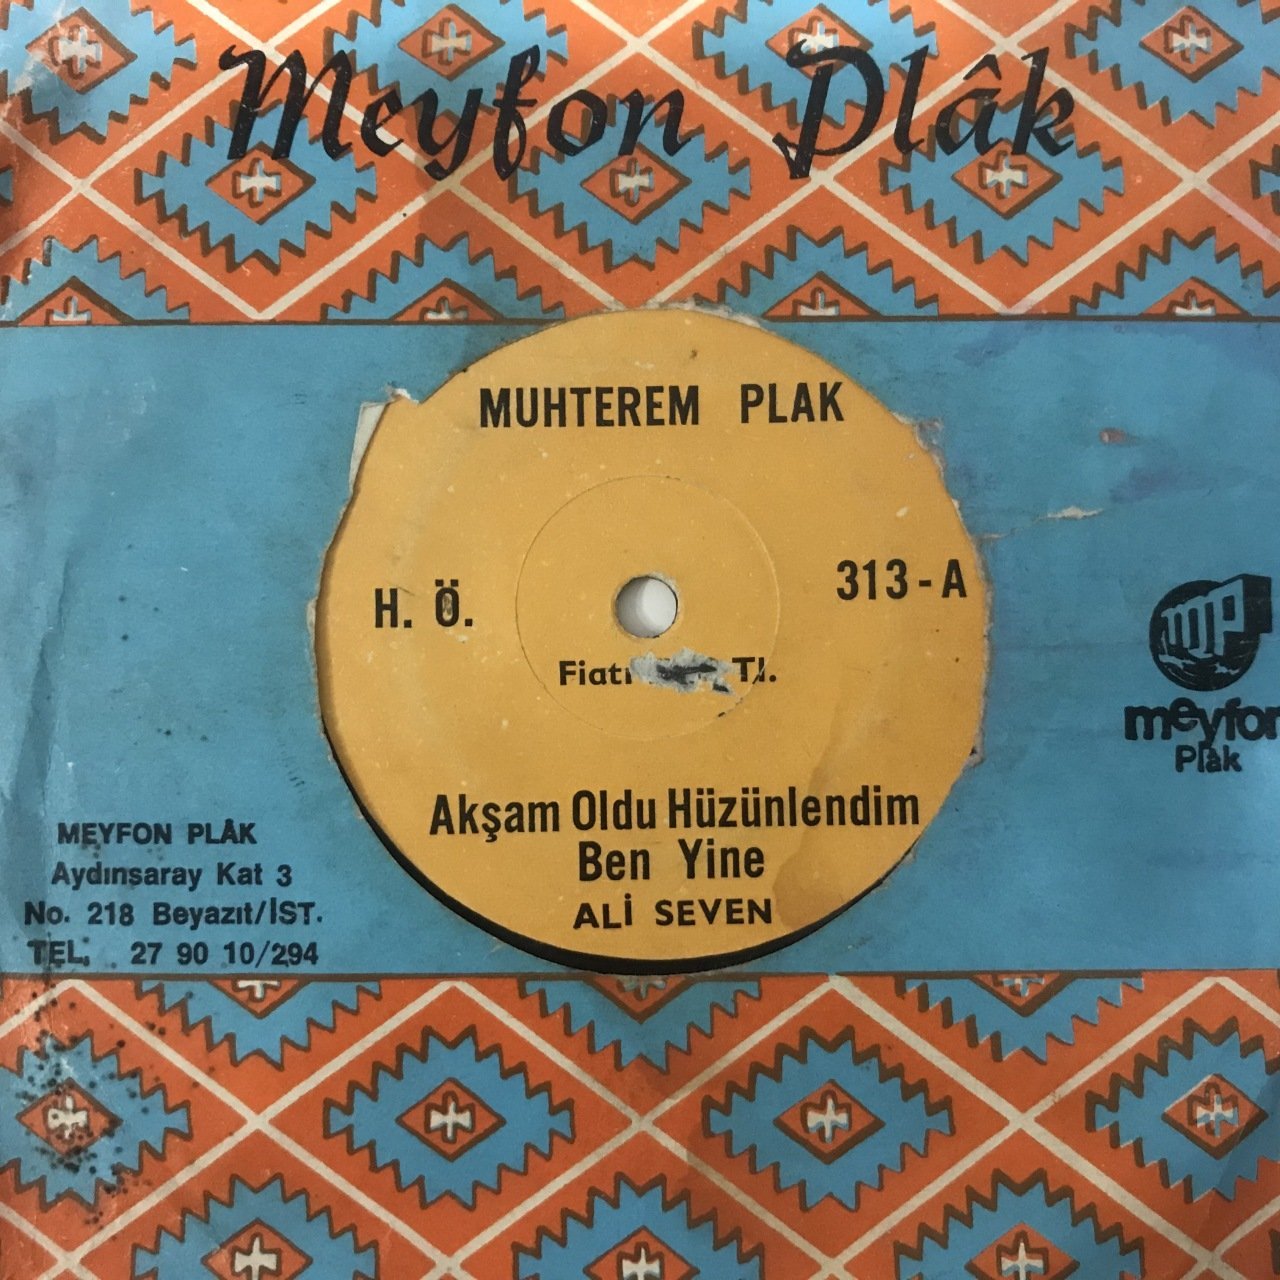 Meyfon Plâk
MUHTEREM PLAK
H. Ö.
313-A
Fiatı TL.
Akşam Oldu Hüzünlendim
Ben Yine
ALİ SEVEN
MP
meyfon
Plâk
MEYFON PLÂK
Aydınsaray Kat 3
No. 218 Beyazıt/İST.
TEL. 27 90 10/294